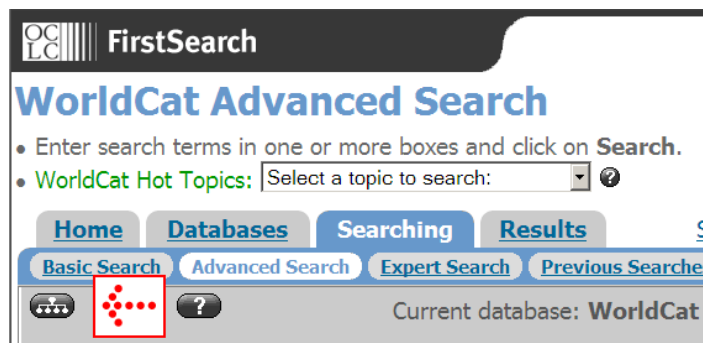 OCLC FirstSearch
WorldCat Advanced Search
• Enter search terms in one or more boxes and click on Search.
• WorldCat Hot Topics: Select a topic to search: ?
Home Databases Searching Results S
Basic Search Advanced Search Expert Search Previous Searche
? Current database: WorldCat